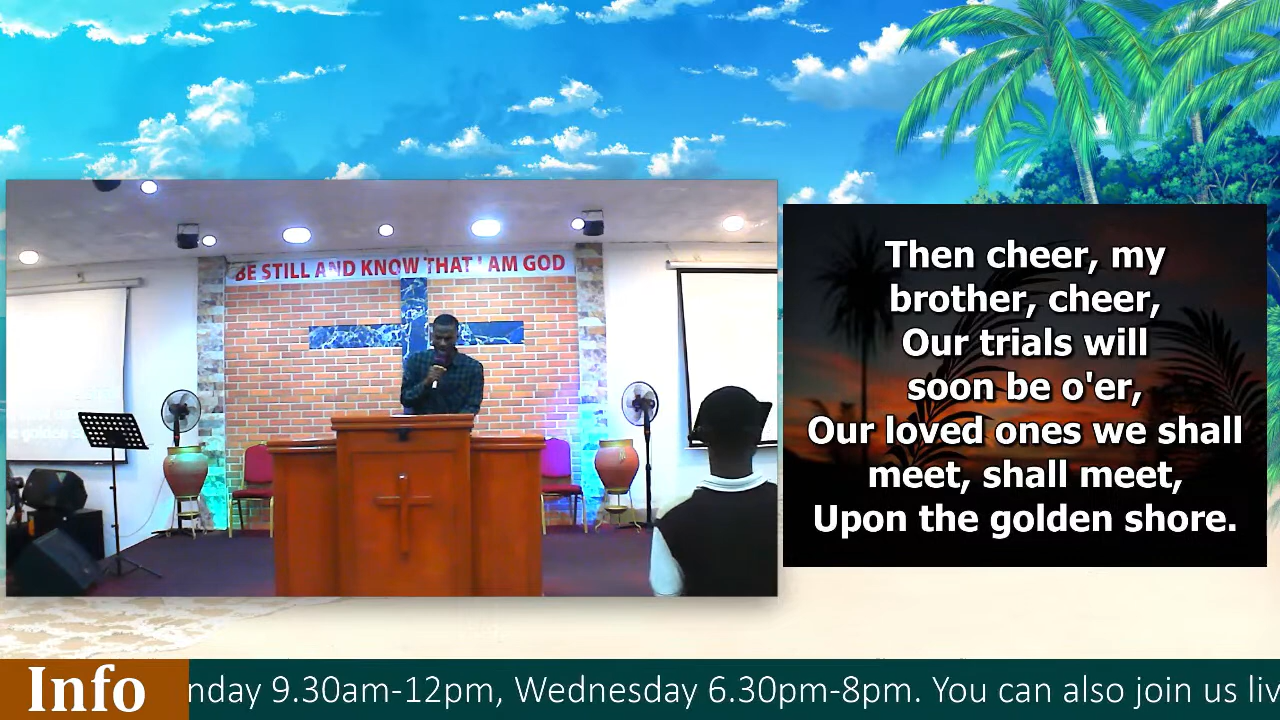 BE STILL AND KNOW THAT I AM GOD
Then cheer, my
brother, cheer,
Our trials will
soon be o'er,
Our loved ones we shall
meet, shall meet,
Upon the golden shore.
Info
nday 9.30am-12pm, Wednesday 6.30pm-8pm. You can also join us liv